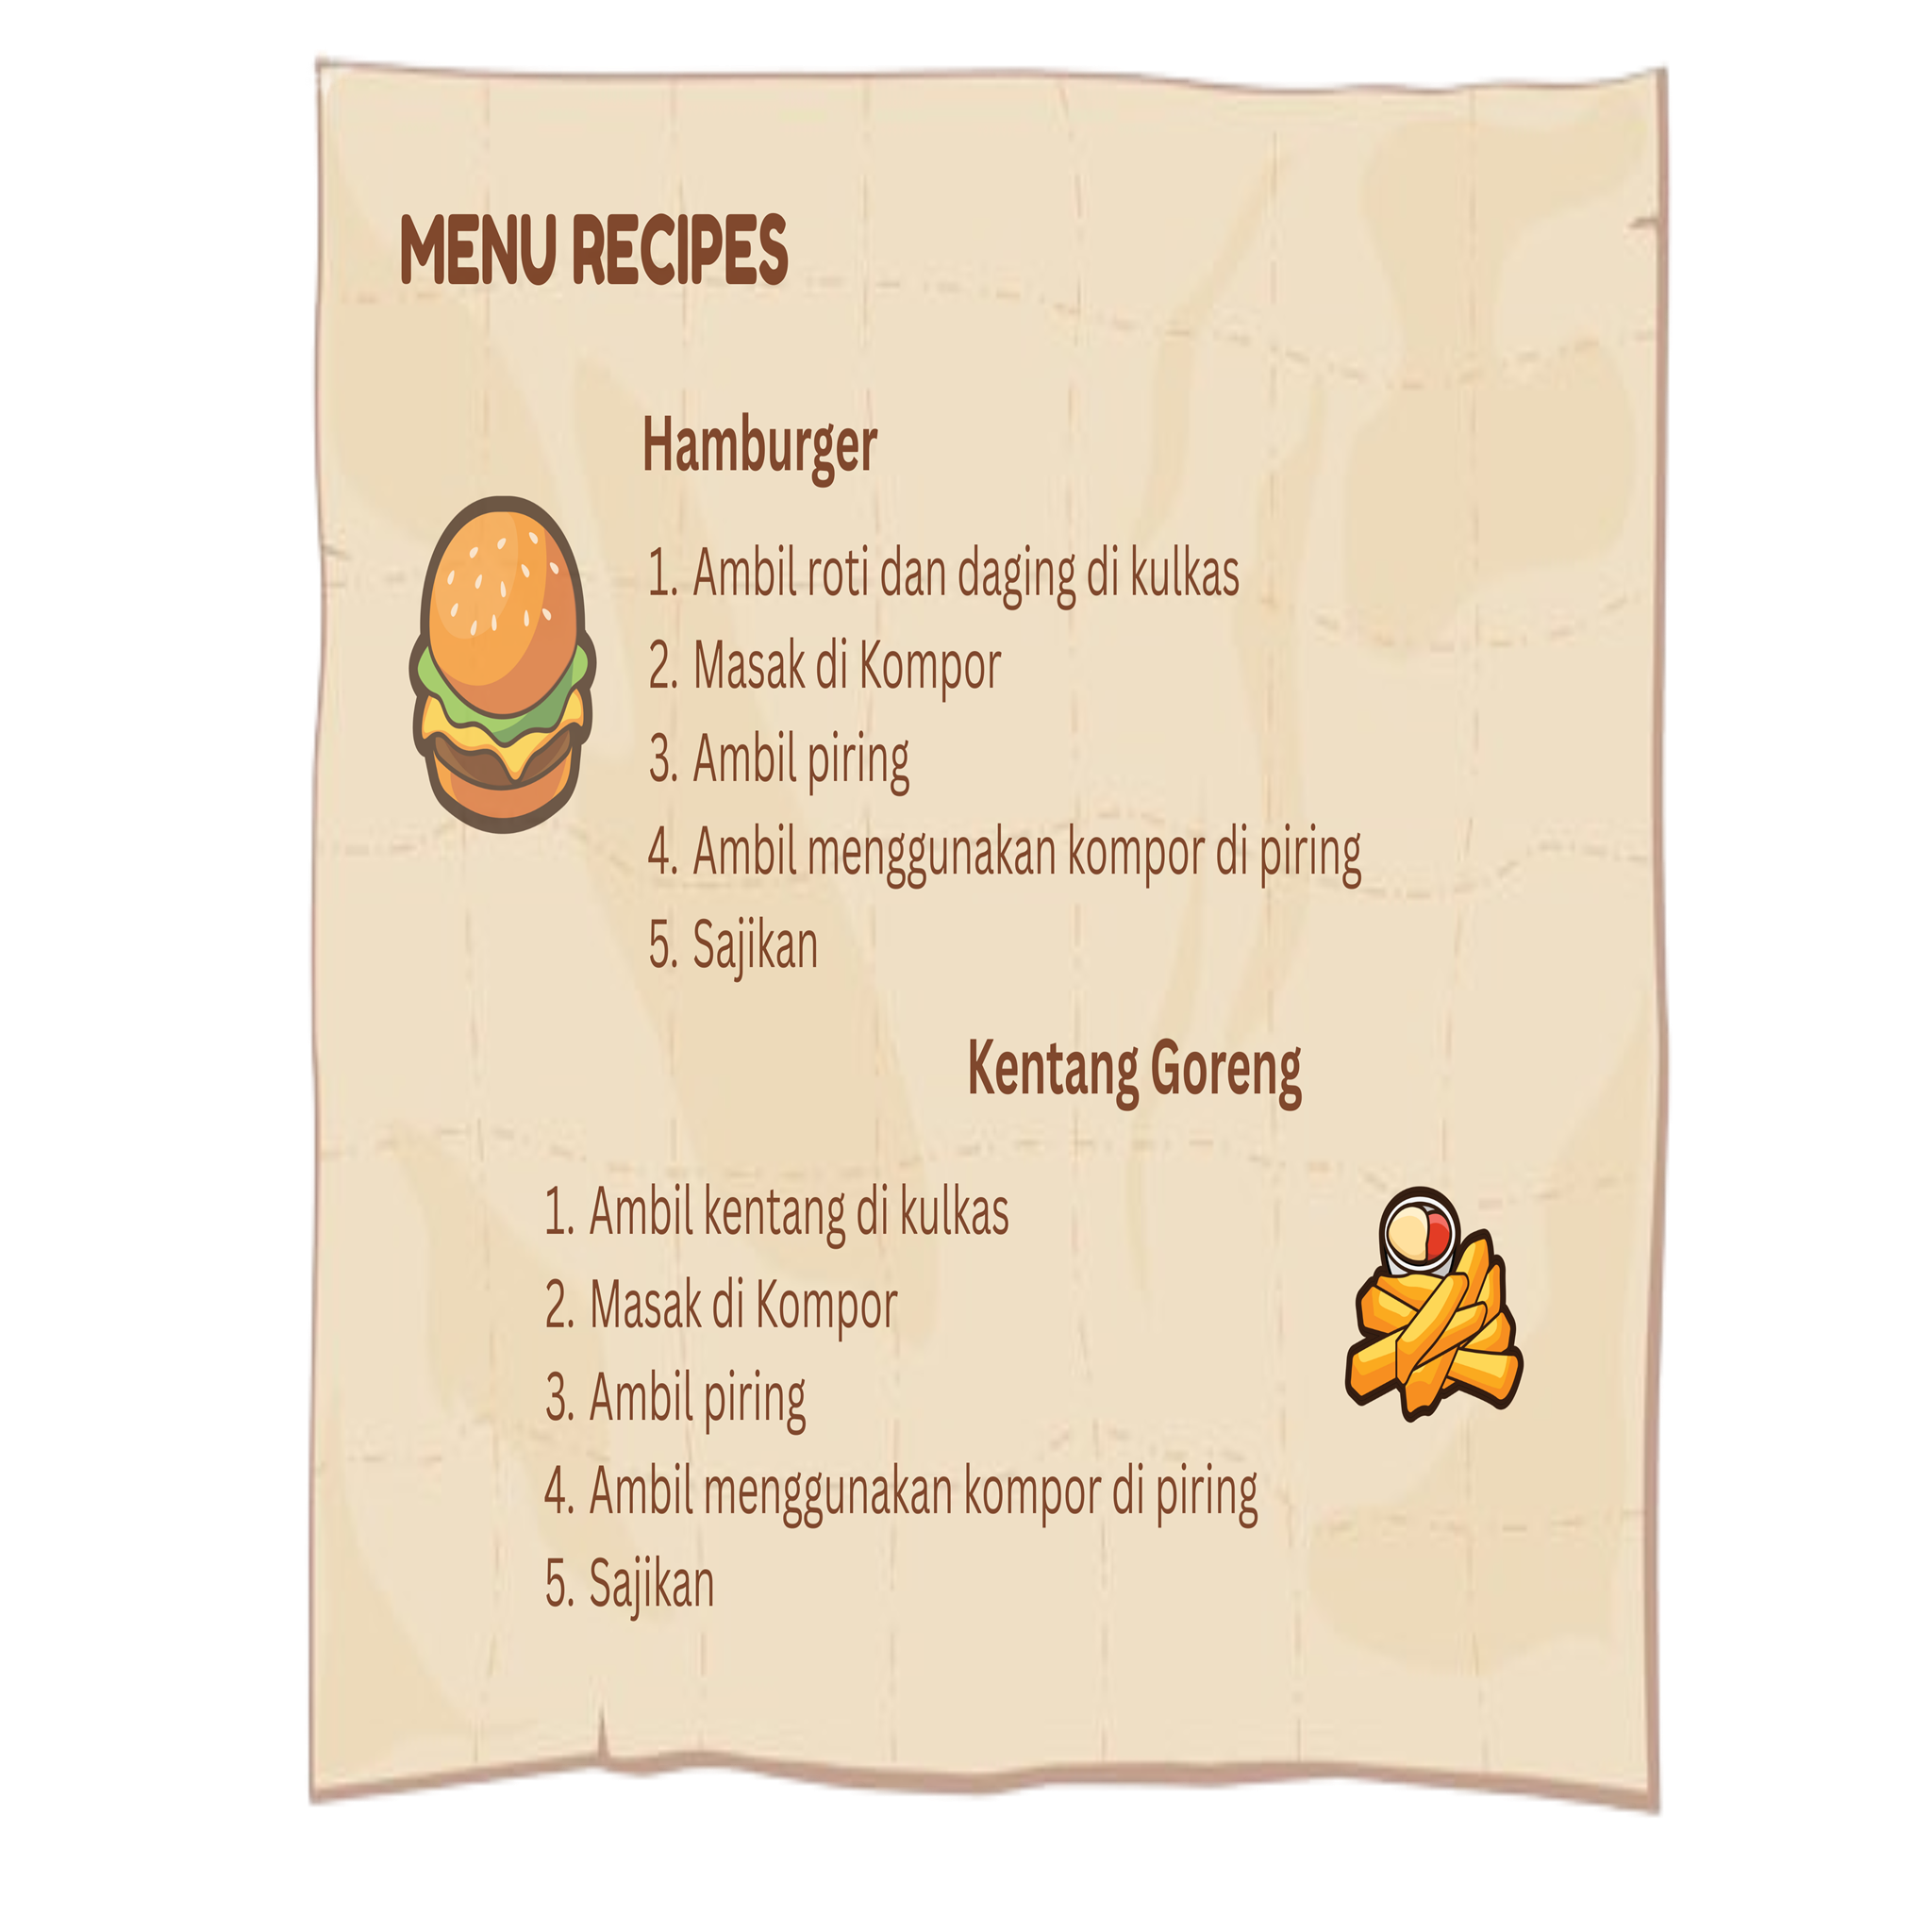 MENU RECIPES
Hamburger
1. Ambil roti dan daging di kulkas
2. Masak di Kompor
3. Ambil piring
4. Ambil menggunakan kompor di piring
5. Sajikan
Kentang Goreng
1. Ambil kentang di kulkas
2. Masak di Kompor
3. Ambil piring
4. Ambil menggunakan kompor di piring
5. Sajikan